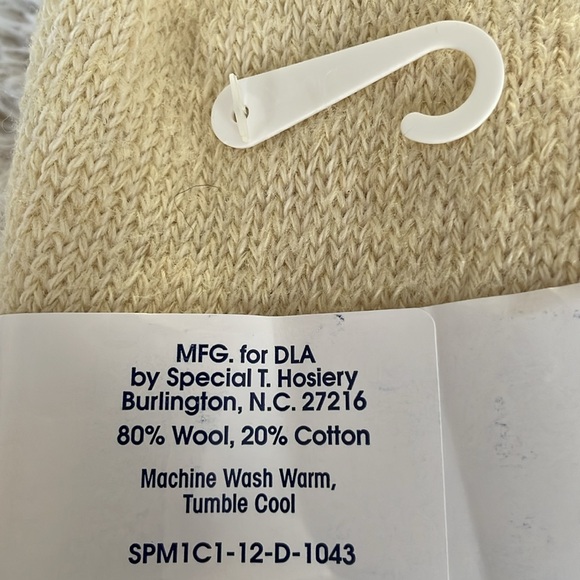 MFG. for DLA
by Special T. Hosiery
Burlington, N.C. 27216
80% Wool, 20% Cotton
Machine Wash Warm,
Tumble Cool
SPM1C1-12-D-1043